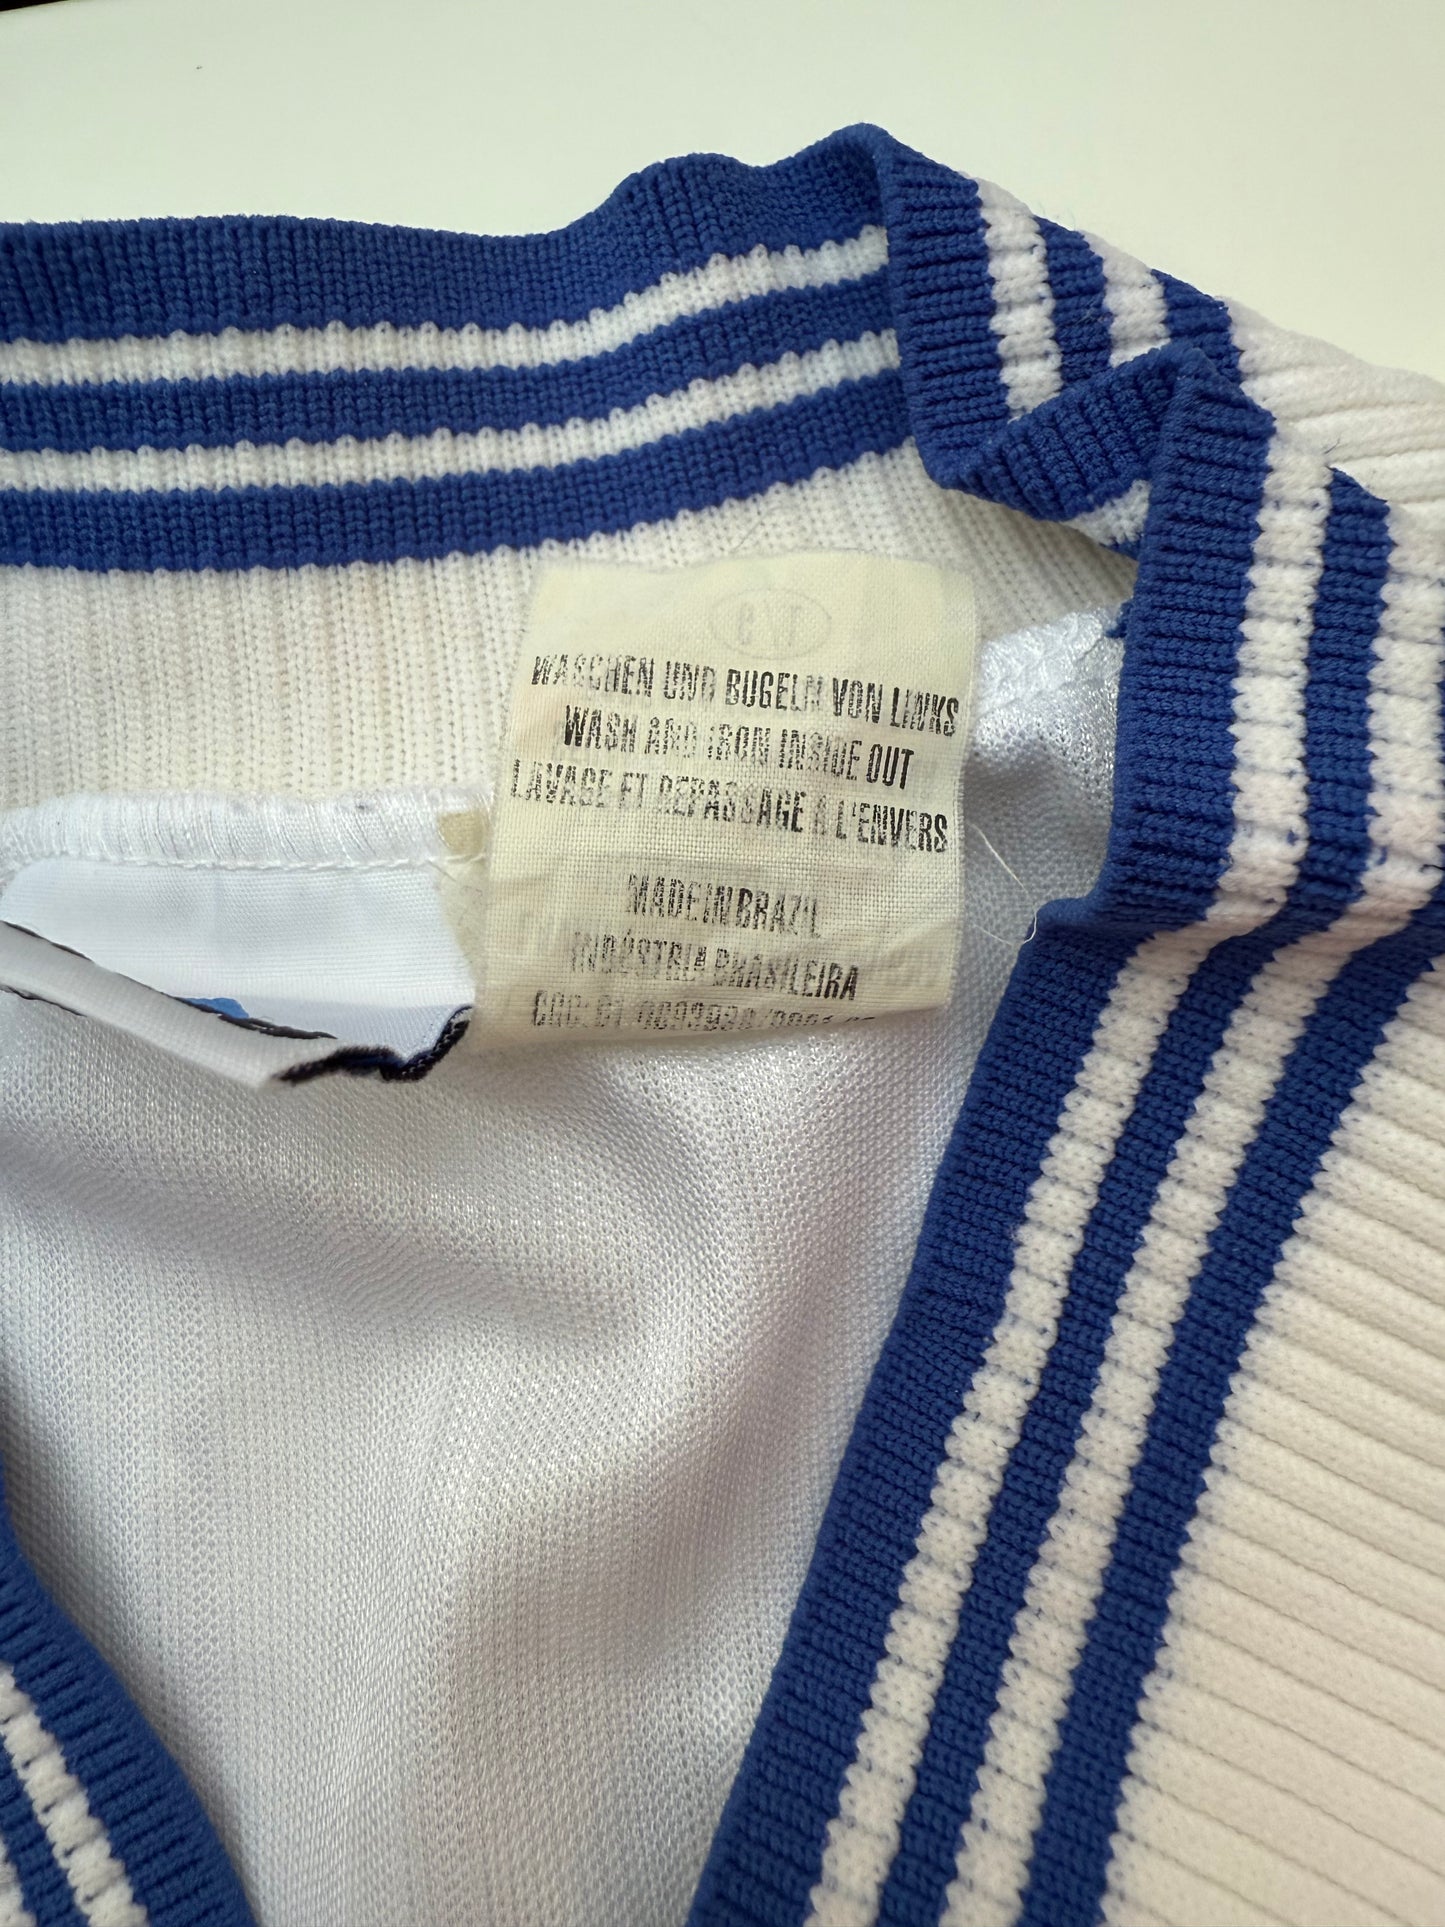 WASCHEN UND BUGELN VON LINKS
WASH AND IRON INSIDE OUT
LAVAGE ET REPASSAGE A L'ENVERS
MADE IN BRAZIL
INDÚSTRIA BRASILEIRA